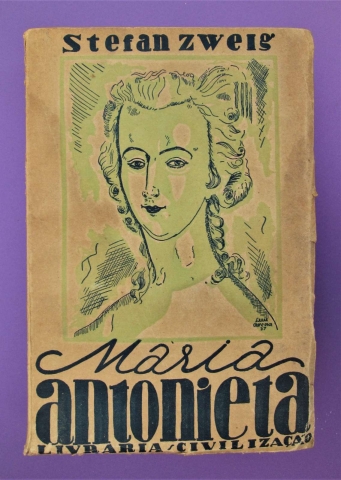 Stefan Zweig
Maria
antonieta
LIVRARIA CIVILIZAÇÃO